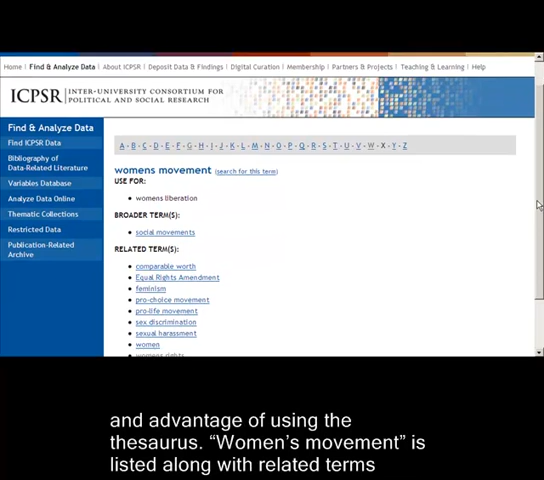 Home | Find & Analyze Data | About ICPSR | Deposit Data & Findings | Digital Curation | Membership | Partners & Projects | Teaching & Learning | Help
ICPSR | INTER-UNIVERSITY CONSORTIUM FOR
POLITICAL AND SOCIAL RESEARCH
Find & Analyze Data
Find ICPSR Data
Bibliography of
Data-Related Literature
Variables Database
Analyze Data Online
Thematic Collections
Restricted Data
Publication-Related
Archive
A - B - C - D - E - F - G - H - I - J - K - L - M - N - O - P - Q - R - S - T - U - V - W - X - Y - Z
womens movement (search for this term)
USE FOR:
• womens liberation
BROADER TERM(S):
• social movements
RELATED TERM(S):
• comparable worth
• Equal Rights Amendment
• feminism
• pro-choice movement
• pro-life movement
• sex discrimination
• sexual harassment
• women
• womens rights
and advantage of using the
thesaurus. “Women’s movement” is
listed along with related terms